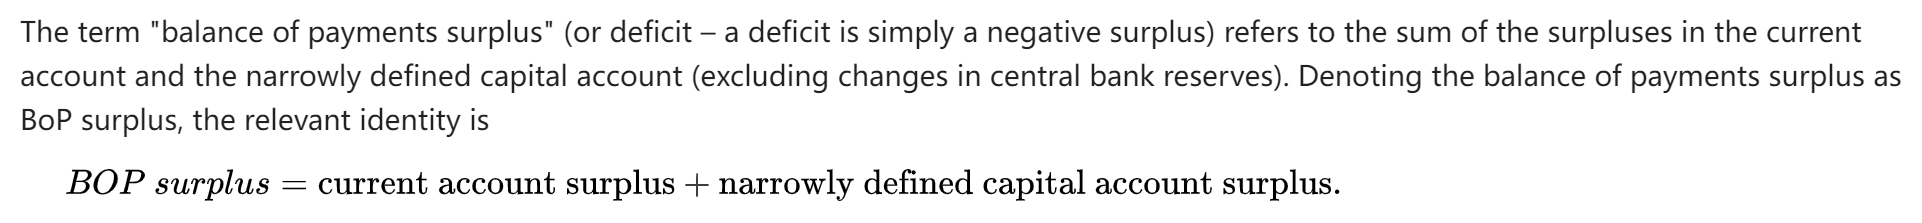 The term "balance of payments surplus" (or deficit – a deficit is simply a negative surplus) refers to the sum of the surpluses in the current
account and the narrowly defined capital account (excluding changes in central bank reserves). Denoting the balance of payments surplus as
BoP surplus, the relevant identity is
BOP surplus = current account surplus + narrowly defined capital account surplus.